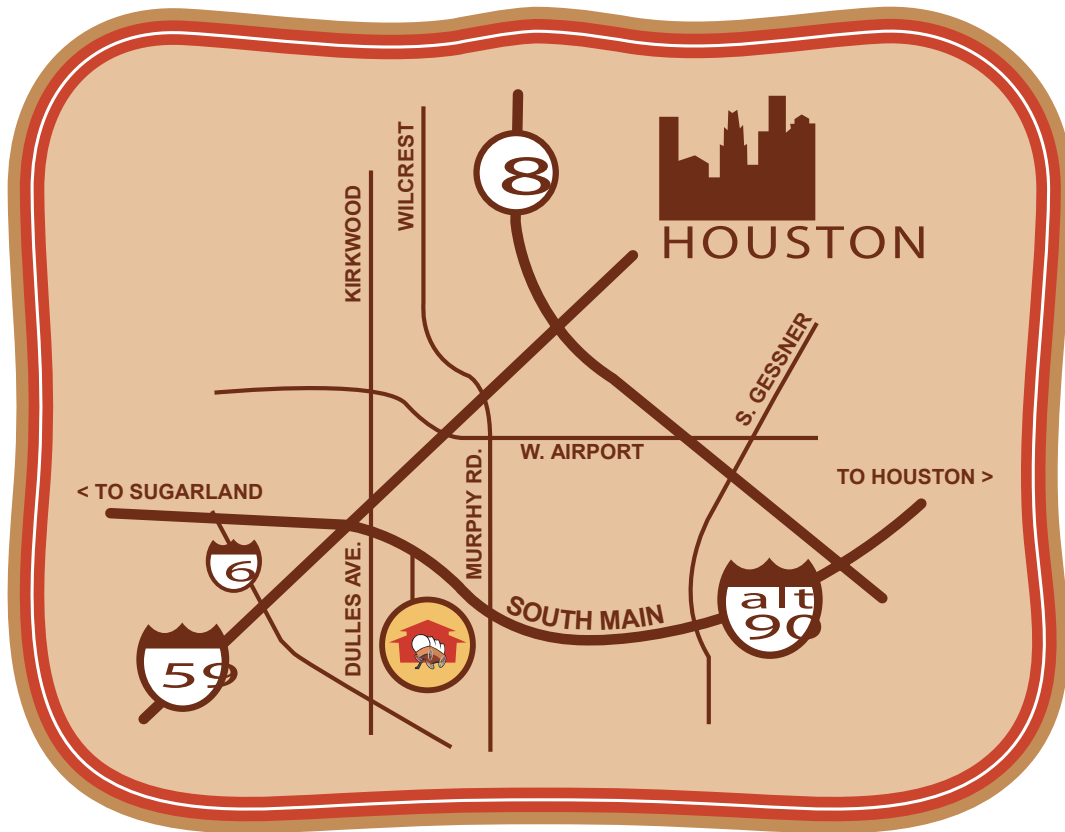 WILCREST
8
KIRKWOOD
HOUSTON
S. GESSNER
W. AIRPORT
MURPHY RD.
TO HOUSTON >
< TO SUGARLAND
6
DULLES AVE.
SOUTH MAIN
alt
90
59